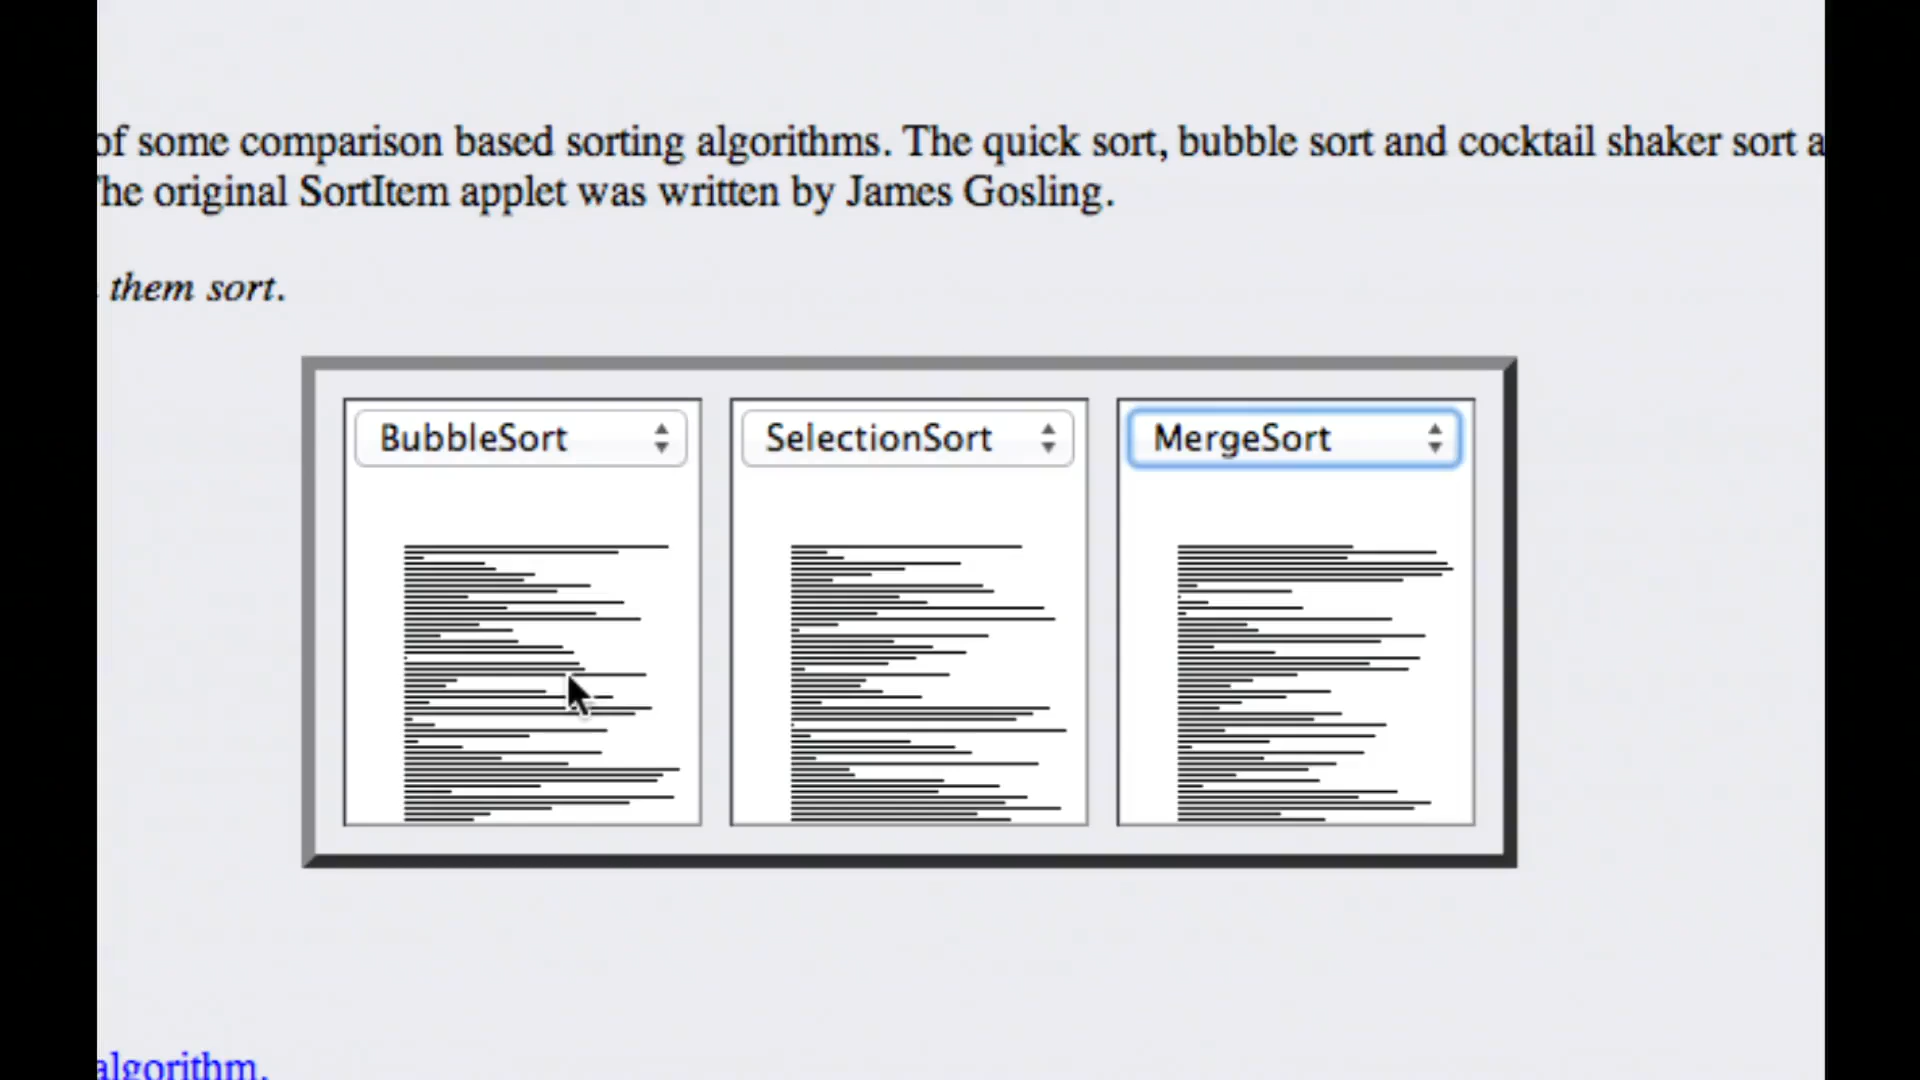 of some comparison based sorting algorithms. The quick sort, bubble sort and cocktail shaker sort a
The original SortItem applet was written by James Gosling.
them sort.
BubbleSort SelectionSort MergeSort
algorithm.